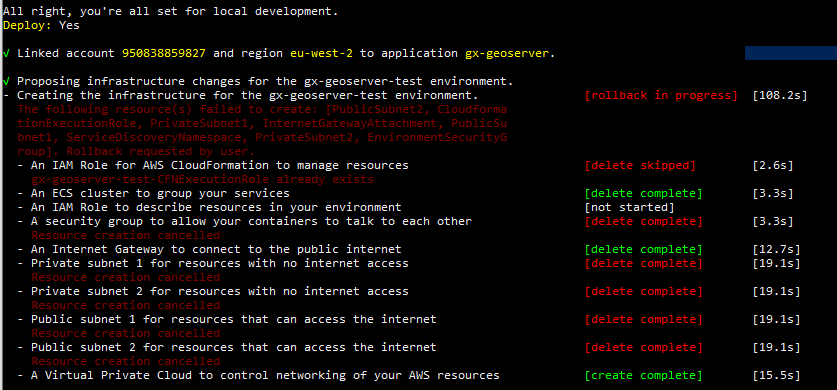 All right, you're all set for local development.
Deploy: Yes
√ Linked account 950838859827 and region eu-west-2 to application gx-geoserver.
√ Proposing infrastructure changes for the gx-geoserver-test environment.
- Creating the infrastructure for the gx-geoserver-test environment. [rollback in progress] [108.2s]
The following resource(s) failed to create: [PublicSubnet2, CloudForma
tionExecutionRole, PrivateSubnet1, InternetGatewayAttachment, PublicSu
bnet1, ServiceDiscoveryNamespace, PrivateSubnet2, EnvironmentSecurityG
roup]. Rollback requested by user.
- An IAM Role for AWS CloudFormation to manage resources [delete skipped] [2.6s]
gx-geoserver-test-CFNExecutionRole already exists
- An ECS cluster to group your services [delete complete] [3.3s]
- An IAM Role to describe resources in your environment [not started]
- A security group to allow your containers to talk to each other [delete complete] [3.3s]
Resource creation cancelled
- An Internet Gateway to connect to the public internet [delete complete] [12.7s]
- Private subnet 1 for resources with no internet access [delete complete] [19.1s]
Resource creation cancelled
- Private subnet 2 for resources with no internet access [delete complete] [19.1s]
Resource creation cancelled
- Public subnet 1 for resources that can access the internet [delete complete] [19.1s]
Resource creation cancelled
- Public subnet 2 for resources that can access the internet [delete complete] [19.1s]
Resource creation cancelled
- A Virtual Private Cloud to control networking of your AWS resources [create complete] [15.5s]